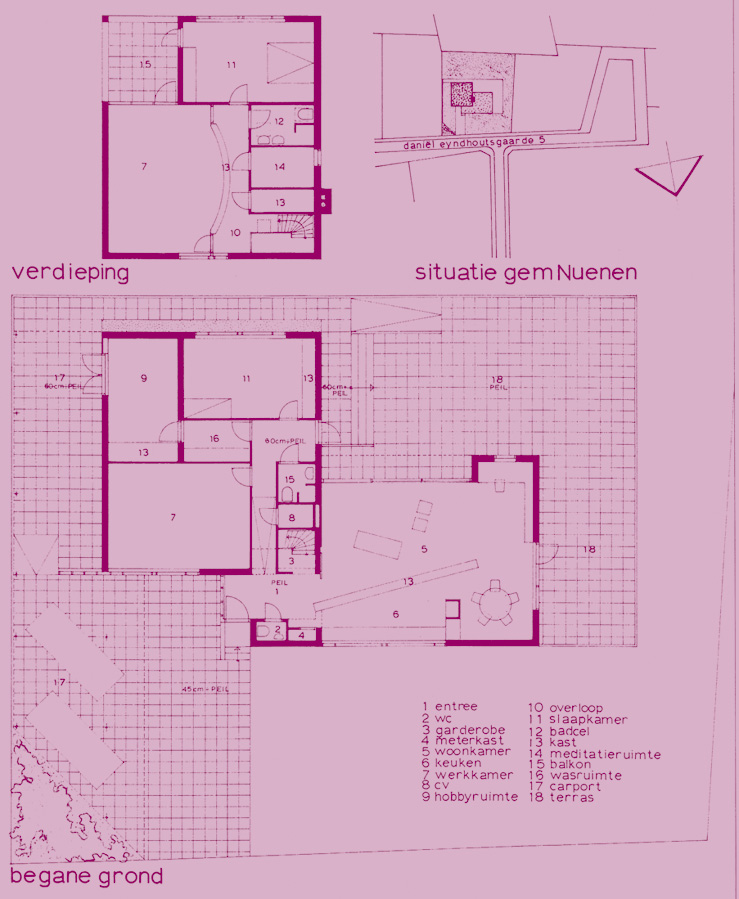 15
11
12
7
13
14
13
10
verdieping
daniël eyndhoutsgaarde 5
situatie gem Nuenen
17
60cm-PEIL
9
11
13
60cm+PEIL
18
PEIL
13
16
60cm+PEIL
15
7
8
3
5
18
PEIL
1
13
6
2
4
17
45cm-PEIL
1 entree
2 wc
3 garderobe
4 meterkast
5 woonkamer
6 keuken
7 werkkamer
8 cv
9 hobbyruimte
10 overloop
11 slaapkamer
12 badcel
13 kast
14 meditatieruimte
15 balkon
16 wasruimte
17 carport
18 terras
begane grond